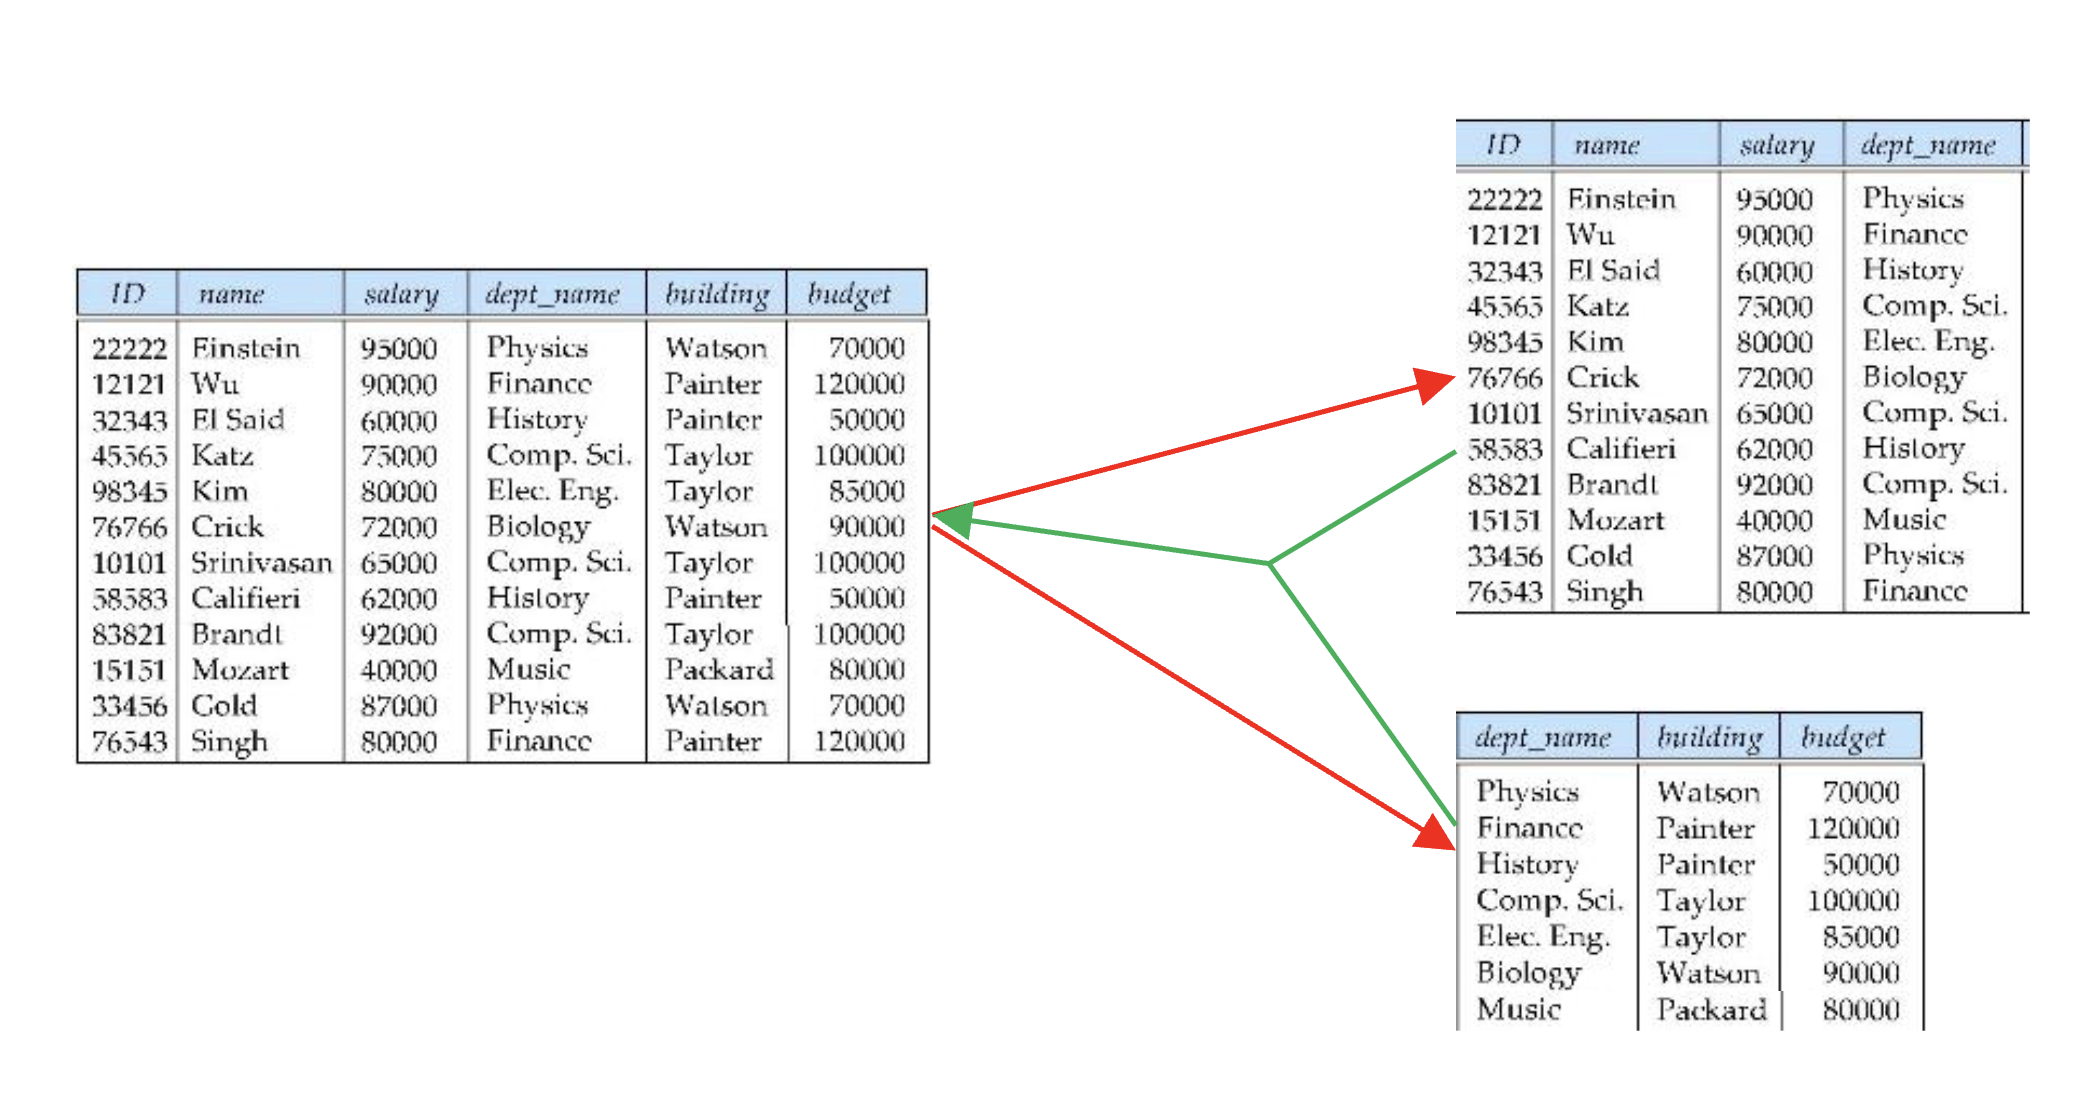 ID name salary dept_name building budget
22222 Einstein 95000 Physics Watson 70000
12121 Wu 90000 Finance Painter 120000
32343 El Said 60000 History Painter 50000
45565 Katz 75000 Comp. Sci. Taylor 100000
98345 Kim 80000 Elec. Eng. Taylor 85000
76766 Crick 72000 Biology Watson 90000
10101 Srinivasan 65000 Comp. Sci. Taylor 100000
58583 Califieri 62000 History Painter 50000
83821 Brandt 92000 Comp. Sci. Taylor 100000
15151 Mozart 40000 Music Packard 80000
33456 Gold 87000 Physics Watson 70000
76543 Singh 80000 Finance Painter 120000
ID name salary dept_name
22222 Einstein 95000 Physics
12121 Wu 90000 Finance
32343 El Said 60000 History
45565 Katz 75000 Comp. Sci.
98345 Kim 80000 Elec. Eng.
76766 Crick 72000 Biology
10101 Srinivasan 65000 Comp. Sci.
58583 Califieri 62000 History
83821 Brandt 92000 Comp. Sci.
15151 Mozart 40000 Music
33456 Gold 87000 Physics
76543 Singh 80000 Finance
dept_name building budget
Physics Watson 70000
Finance Painter 120000
History Painter 50000
Comp. Sci. Taylor 100000
Elec. Eng. Taylor 85000
Biology Watson 90000
Music Packard 80000